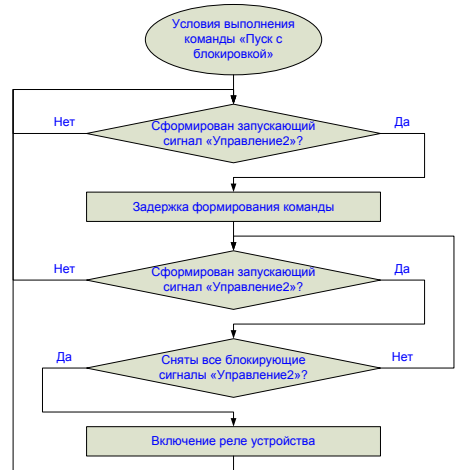 Условия выполнения
команды «Пуск с
блокировкой»
Нет
Сформирован запускающий
сигнал «Управление2»?
Да
Задержка формирования команды
Нет
Сформирован запускающий
сигнал «Управление2»?
Да
Да
Сняты все блокирующие
сигналы «Управление2»?
Нет
Включение реле устройства